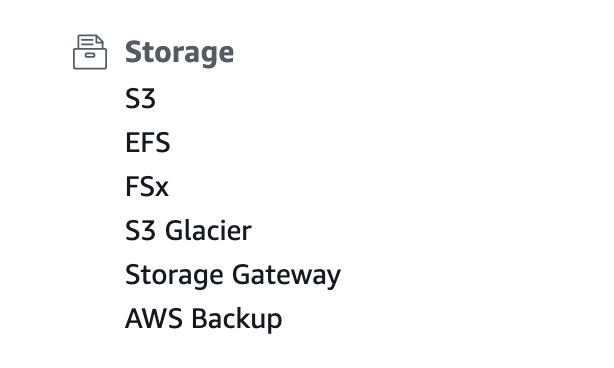 Storage
S3
EFS
FSx
S3 Glacier
Storage Gateway
AWS Backup